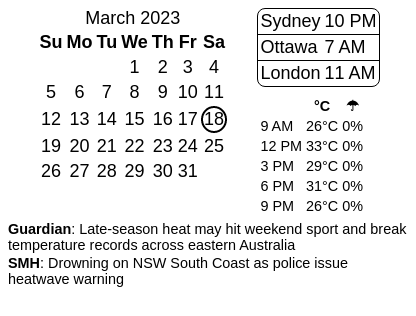 March 2023
Su Mo Tu We Th Fr Sa
1 2 3 4
5 6 7 8 9 10 11
12 13 14 15 16 17 18
19 20 21 22 23 24 25
26 27 28 29 30 31
Sydney 10 PM
Ottawa 7 AM
London 11 AM
°C ☂
9 AM 26°C 0%
12 PM 33°C 0%
3 PM 29°C 0%
6 PM 31°C 0%
9 PM 26°C 0%
Guardian: Late-season heat may hit weekend sport and break
temperature records across eastern Australia
SMH: Drowning on NSW South Coast as police issue
heatwave warning